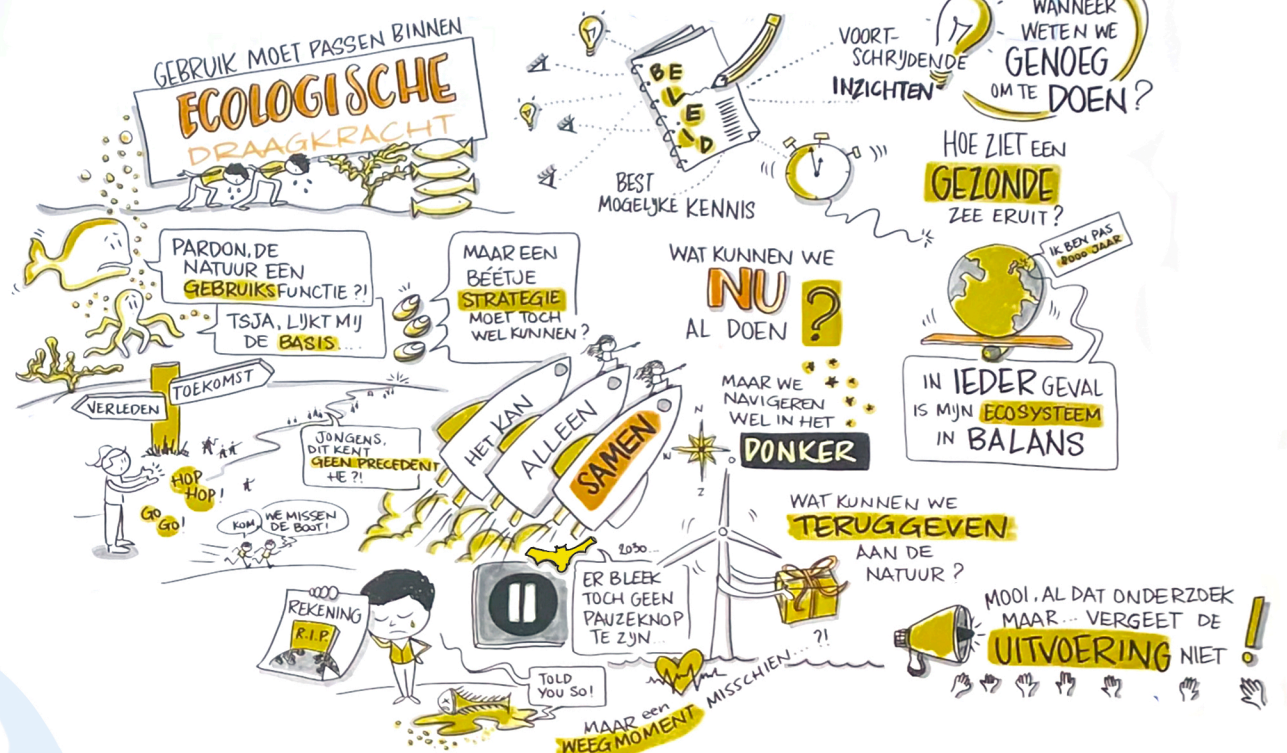 GEBRUIK MOET PASSEN BINNEN
ECOLOGISCHE
DRAAGKRACHT
BE
V
E
ID
BEST
MOGELIJKE KENNIS
VOORT-
SCHRIJDENDE
INZICHTEN
WANNEER
WETEN WE
GENOEG
OM TE DOEN?
HOE ZIET EEN
GEZONDE
ZEE ERUIT?
IK BEN PAS
2000 JAAR
IN IEDER GEVAL
IS MIJN ECOSYSTEEM
IN BALANS
PARDON, DE
NATUUR EEN
GEBRUIKSFUNCTIE?!
TSJA, LIJKT MIJ
DE BASIS....
MAAR EEN
BÉÉTJE
STRATEGIE
MOET TOCH
WEL KUNNEN?
WAT KUNNEN WE
NU
AL DOEN
?
MAAR WE
NAVIGEREN
WEL IN HET
DONKER
N
W
O
Z
VERLEDEN
TOEKOMST
HOP
HOP!
GO
GO!
KOM,
WE MISSEN
DE BOOT!
JONGENS,
DIT KENT
GEEN PRECEDENT
HE?!
HET KAN
ALLEEN
SAMEN
REKENING
R.I.P.
2030...
ER BLEEK
TOCH GEEN
PAUZEKNOP
TE ZIJN...
TOLD
YOU SO!
MAAR een
WEEGMOMENT
MISSCHIEN...?!
WAT KUNNEN WE
TERUGGEVEN
AAN DE
NATUUR?
MOOI, AL DAT ONDERZOEK
MAAR... VERGEET DE
UITVOERING NIET !